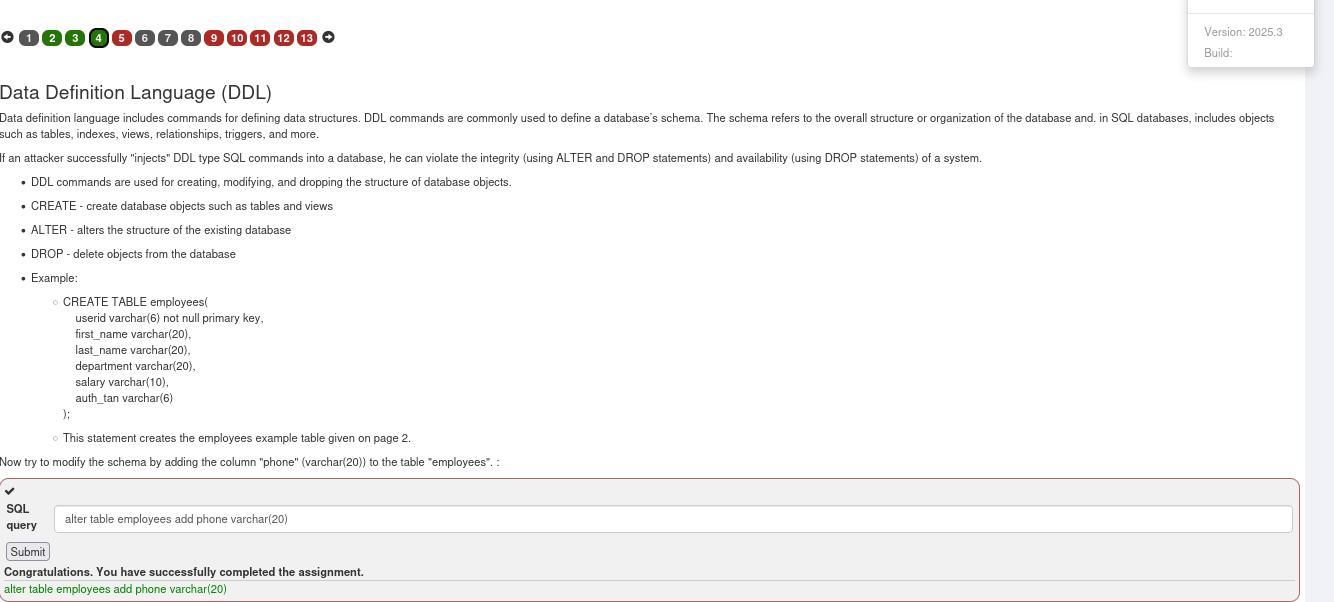 1 2 3 4 5 6 7 8 9 10 11 12 13
Version: 2025.3
Build:
Data Definition Language (DDL)
Data definition language includes commands for defining data structures. DDL commands are commonly used to define a database's schema. The schema refers to the overall structure or organization of the database and. in SQL databases, includes objects
such as tables, indexes, views, relationships, triggers, and more.
If an attacker successfully "injects" DDL type SQL commands into a database, he can violate the integrity (using ALTER and DROP statements) and availability (using DROP statements) of a system.
• DDL commands are used for creating, modifying, and dropping the structure of database objects.
• CREATE - create database objects such as tables and views
• ALTER - alters the structure of the existing database
• DROP - delete objects from the database
• Example:
○ CREATE TABLE employees(
userid varchar(6) not null primary key,
first_name varchar(20),
last_name varchar(20),
department varchar(20),
salary varchar(10),
auth_tan varchar(6)
);
○ This statement creates the employees example table given on page 2.
Now try to modify the schema by adding the column "phone" (varchar(20)) to the table "employees". :
✔
SQL
query
alter table employees add phone varchar(20)
Submit
Congratulations. You have successfully completed the assignment.
alter table employees add phone varchar(20)